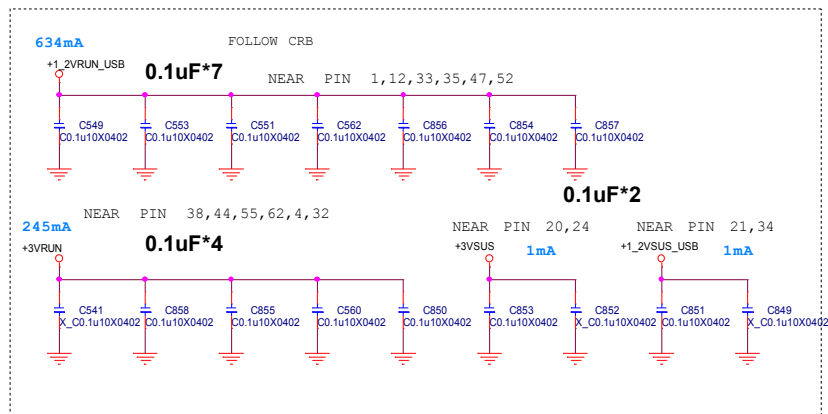 634mA
FOLLOW CRB
+1_2VRUN_USB
0.1uF*7
NEAR PIN 1,12,33,35,47,52
C549
C0.1u10X0402
C553
C0.1u10X0402
C551
C0.1u10X0402
C562
C0.1u10X0402
C856
C0.1u10X0402
C854
C0.1u10X0402
C857
C0.1u10X0402
0.1uF*2
NEAR PIN 38,44,55,62,4,32
245mA
0.1uF*4
+3VRUN
NEAR PIN 20,24
+3VSUS
1mA
NEAR PIN 21,34
+1_2VSUS_USB
1mA
C541
X_C0.1u10X0402
C858
C0.1u10X0402
C855
C0.1u10X0402
C560
C0.1u10X0402
C850
C0.1u10X0402
C853
C0.1u10X0402
C852
X_C0.1u10X0402
C851
C0.1u10X0402
C849
X_C0.1u10X0402